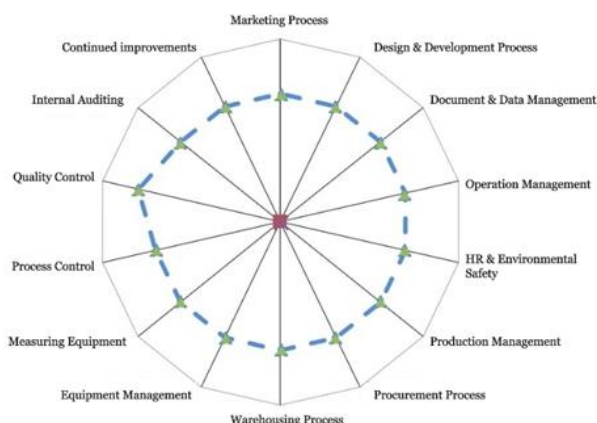 Marketing Process
Continued improvements
Design & Development Process
Internal Auditing
Document & Data Management
Quality Control
Operation Management
Process Control
HR & Environmental
Safety
Measuring Equipment
Production Management
Equipment Management
Procurement Process
Warehousing Process